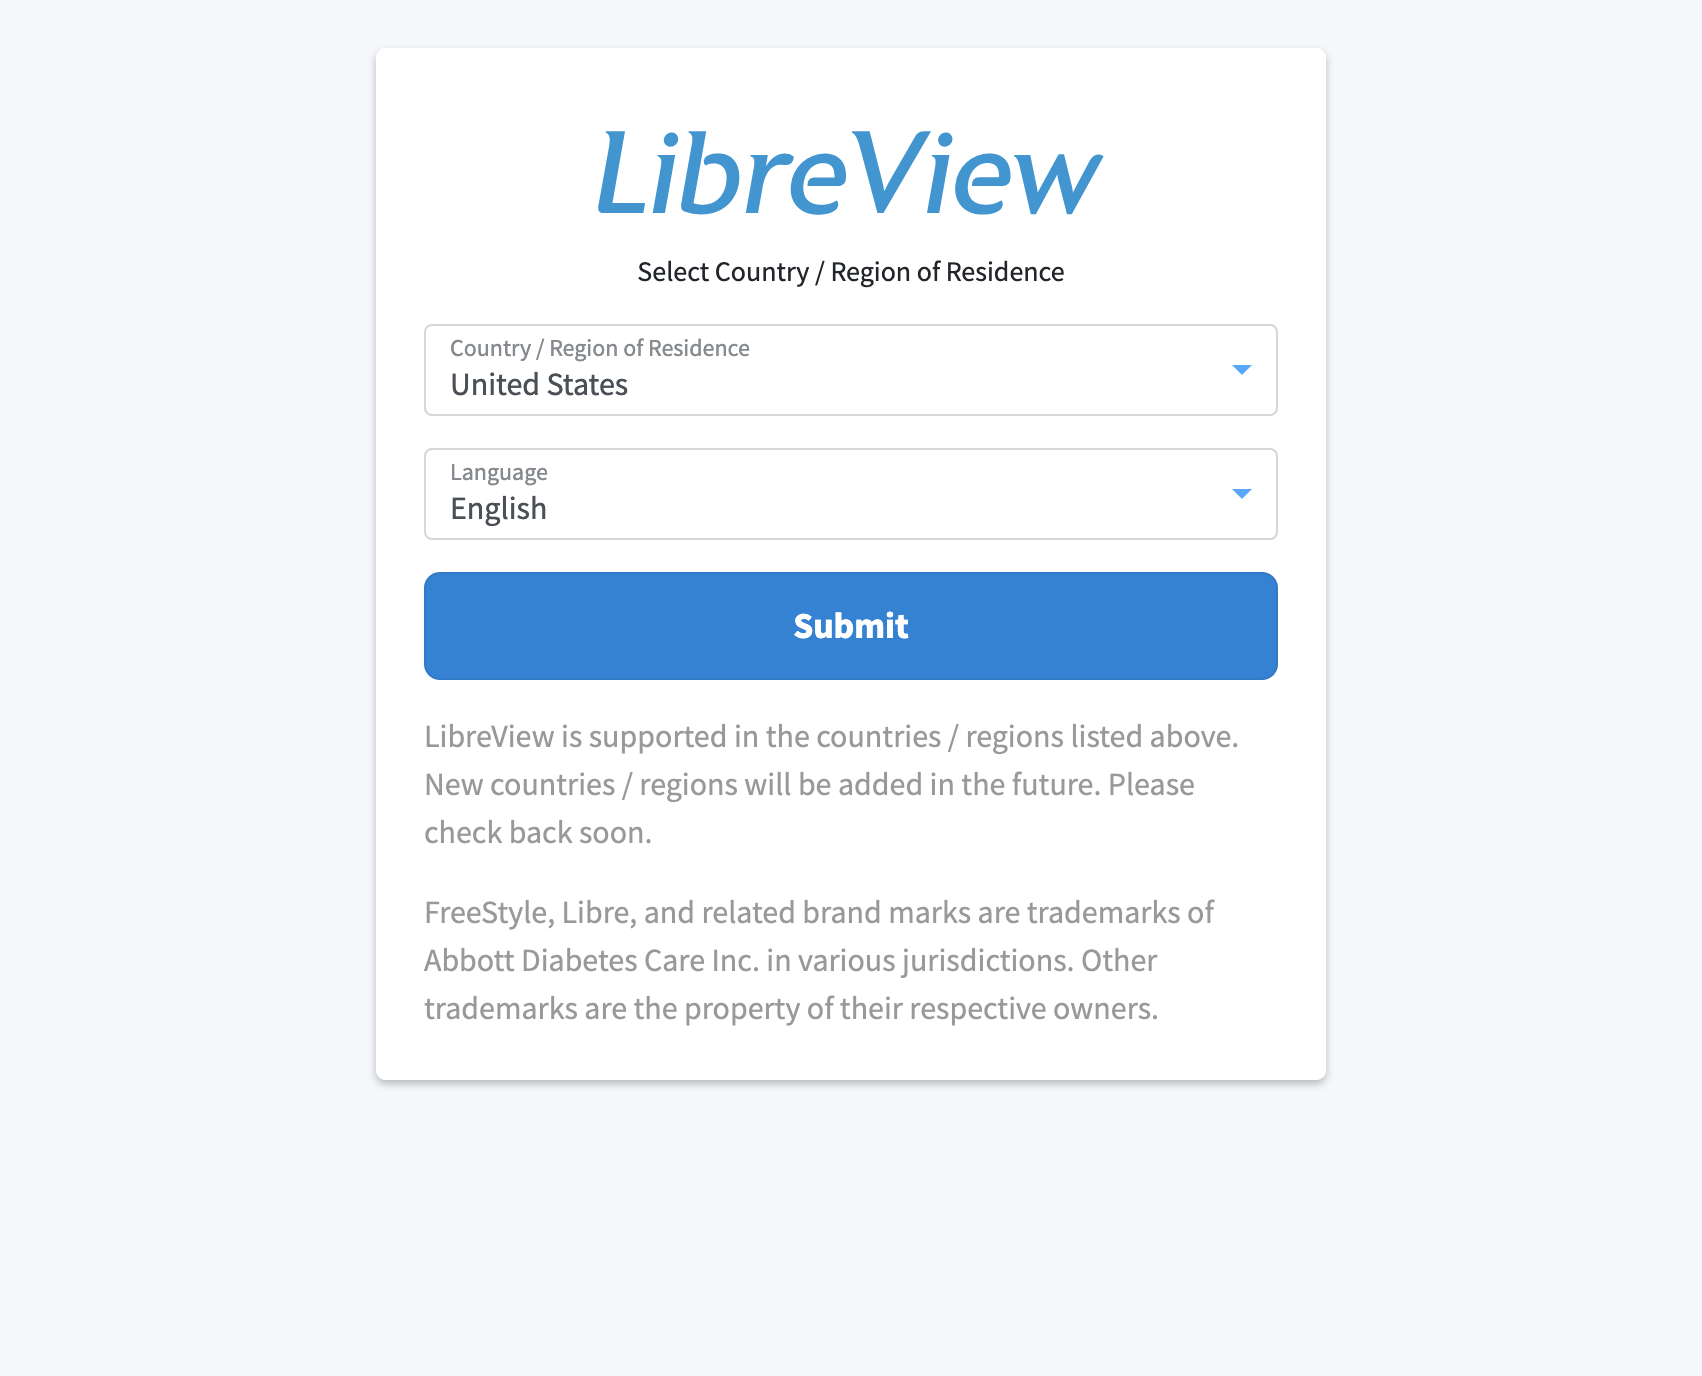 LibreView
Select Country / Region of Residence
Country / Region of Residence
United States
Language
English
Submit
LibreView is supported in the countries / regions listed above.
New countries / regions will be added in the future. Please
check back soon.
FreeStyle, Libre, and related brand marks are trademarks of
Abbott Diabetes Care Inc. in various jurisdictions. Other
trademarks are the property of their respective owners.